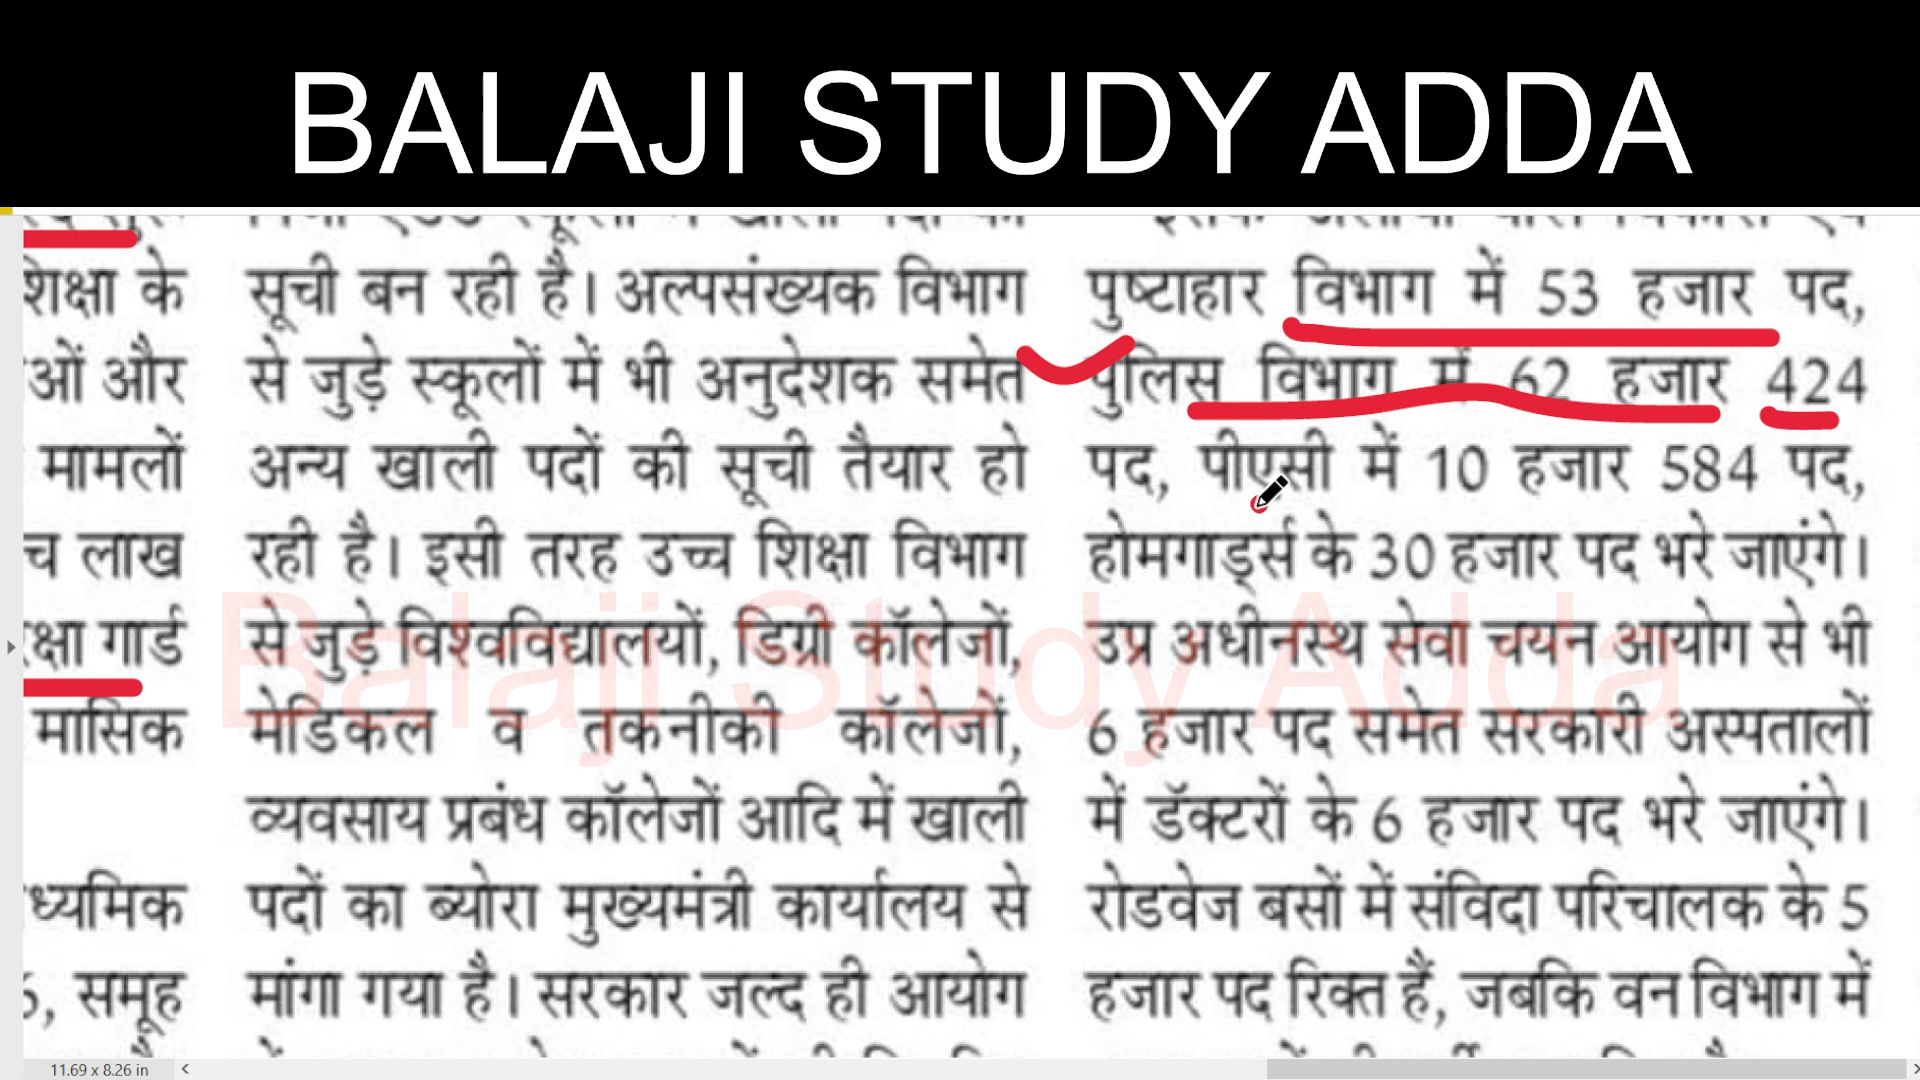 BALAJI STUDY ADDA
शिक्षा के
ओं और
मामलों
च लाख
क्षा गार्ड
मासिक
ध्यमिक
समूह
सूची बन रही है। अल्पसंख्यक विभाग
से जुड़े स्कूलों में भी अनुदेशक समेत
अन्य खाली पदों की सूची तैयार हो
रही है। इसी तरह उच्च शिक्षा विभाग
से जुड़े विश्वविद्यालयों, डिग्री कॉलेजों,
मेडिकल व तकनीकी कॉलेजों,
व्यवसाय प्रबंध कॉलेजों आदि में खाली
पदों का ब्योरा मुख्यमंत्री कार्यालय से
मांगा गया है। सरकार जल्द ही आयोग
पुष्टाहार विभाग में 53 हजार पद,
पुलिस विभाग में 62 हजार 424
पद, पीएसी में 10 हजार 584 पद,
होमगार्ड्स के 30 हजार पद भरे जाएंगे।
उप्र अधीनस्थ सेवा चयन आयोग से भी
6 हजार पद समेत सरकारी अस्पतालों
में डॅक्टरों के 6 हजार पद भरे जाएंगे।
रोडवेज बसों में संविदा परिचालक के 5
हजार पद रिक्त हैं, जबकि वन विभाग में
Balaji Study Adda
11.69 x 8.26 in